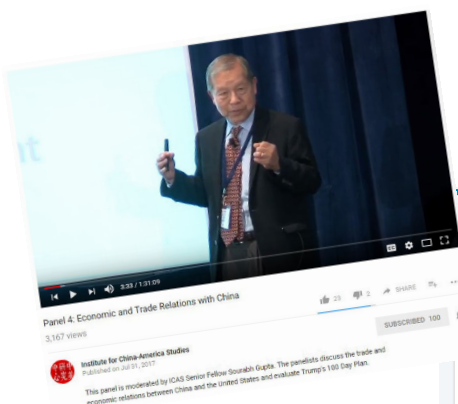 nt
3:33 / 1:31:09
Panel 4: Economic and Trade Relations with China
3,167 views
23
2
SHARE
Institute for China-America Studies
Published on Jul 31, 2017
SUBSCRIBED 100
This panel is moderated by ICAS Senior Fellow Sourabh Gupta. The panelists discuss the trade and
economic relations between China and the United States and evaluate Trump's 100 Day Plan.